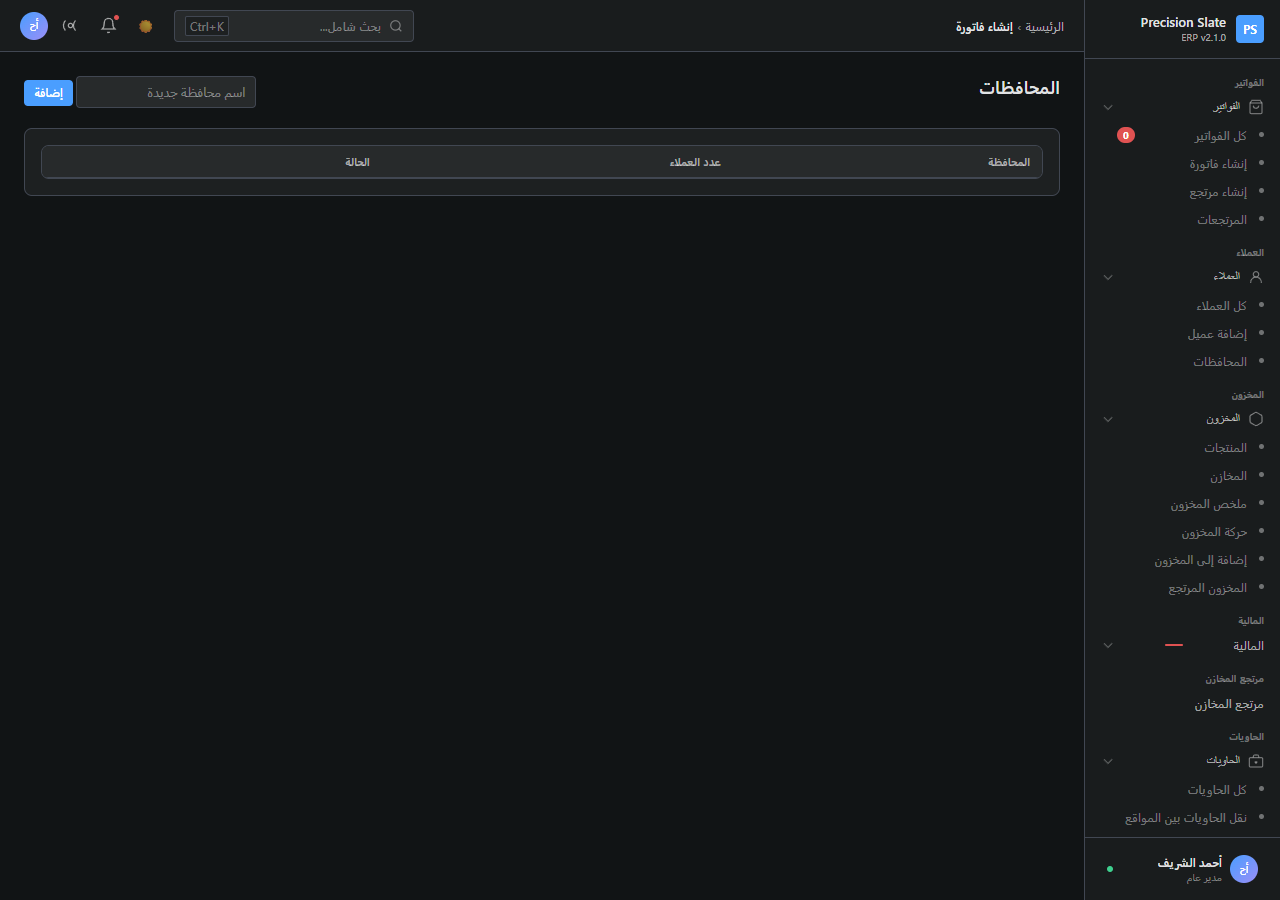 Precision Slate
ERP v2.1.0
PS
الرئيسية › إنشاء فاتورة
بحث شامل...
Ctrl+K
أح
الفواتير
الفواتير
كل الفواتير
0
إنشاء فاتورة
إنشاء مرتجع
المرتجعات
العملاء
العملاء
كل العملاء
إضافة عميل
المحافظات
المخزون
المخزون
المنتجات
المخازن
ملخص المخزون
حركة المخزون
إضافة إلى المخزون
المخزون المرتجع
المالية
المالية
مرتجع المخازن
مرتجع المخازن
الحاويات
الحاويات
كل الحاويات
نقل الحاويات بين المواقع
أح
أحمد الشريف
مدير عام
المحافظات
اسم محافظة جديدة
إضافة
المحافظة
عدد العملاء
الحالة